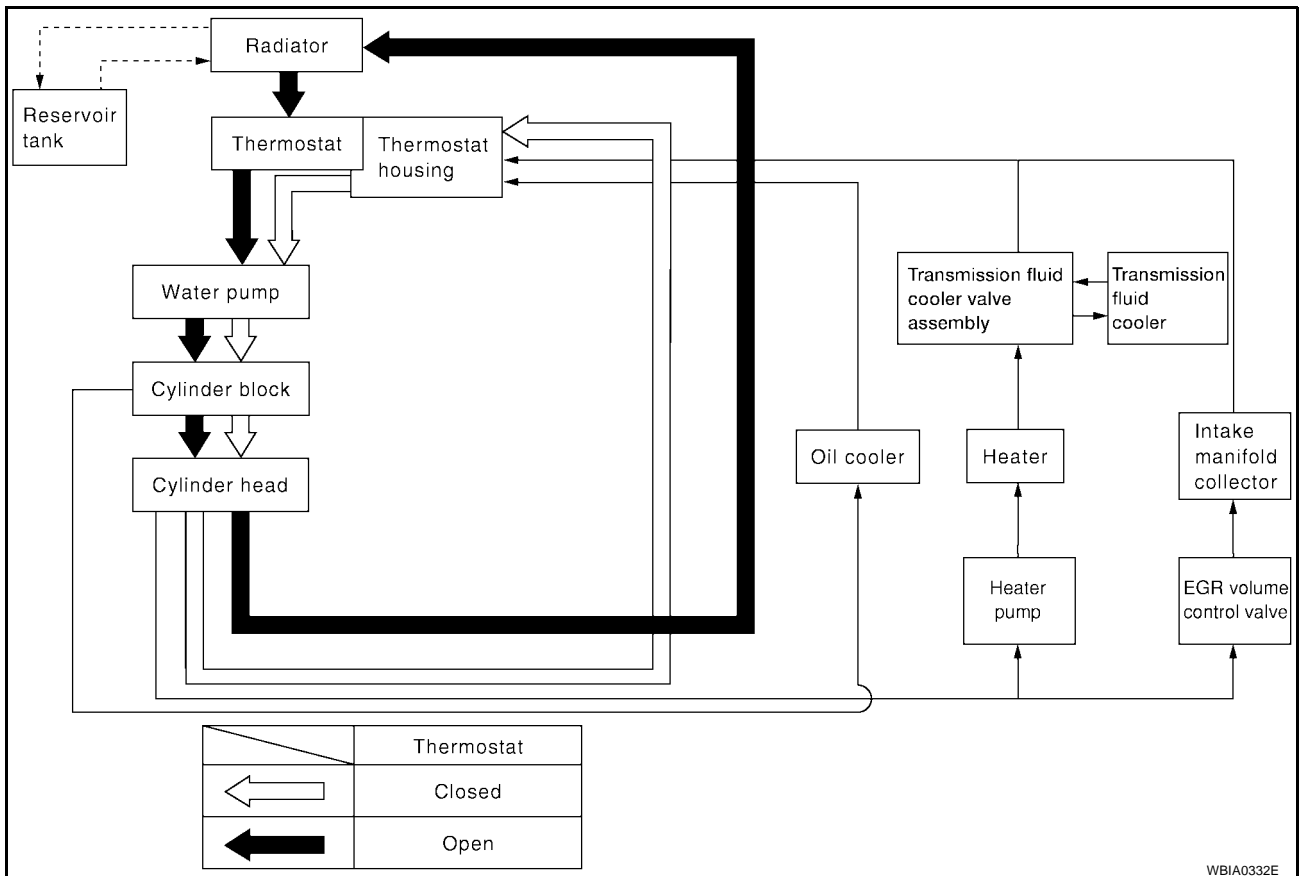 Radiator
Reservoir
tank
Thermostat
Thermostat
housing
Water pump
Transmission fluid
cooler valve
assembly
Transmission
fluid
cooler
Cylinder block
Cylinder head
Oil cooler
Heater
Intake
manifold
collector
Heater
pump
EGR volume
control valve
Thermostat
Closed
Open
WBIA0332E